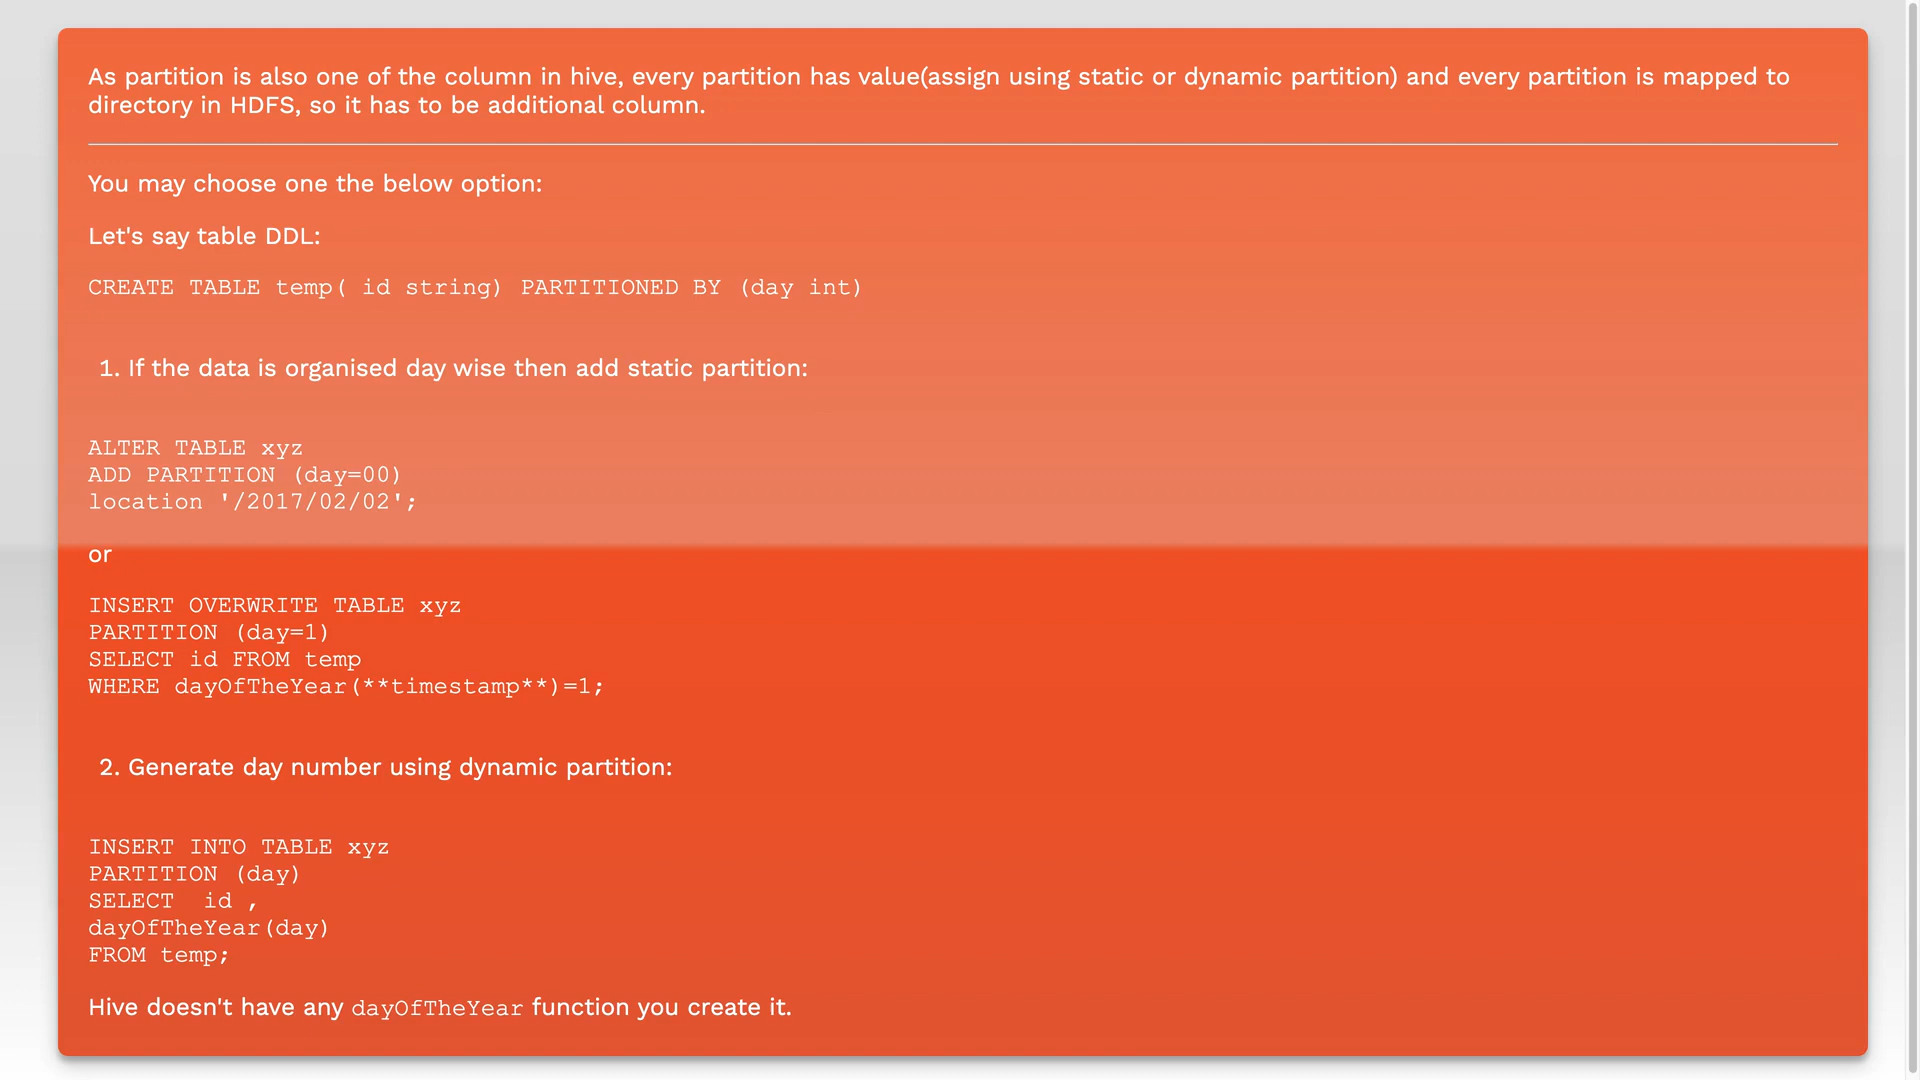 As partition is also one of the column in hive, every partition has value(assign using static or dynamic partition) and every partition is mapped to
directory in HDFS, so it has to be additional column.
You may choose one the below option:
Let's say table DDL:
CREATE TABLE temp( id string) PARTITIONED BY (day int)
1. If the data is organised day wise then add static partition:
ALTER TABLE xyz
ADD PARTITION (day=00)
location '/2017/02/02';
or
INSERT OVERWRITE TABLE xyz
PARTITION (day=1)
SELECT id FROM temp
WHERE dayOfTheYear(**timestamp**)=1;
2. Generate day number using dynamic partition:
INSERT INTO TABLE xyz
PARTITION (day)
SELECT  id ,
dayOfTheYear(day)
FROM temp;
Hive doesn't have any dayOfTheYear function you create it.